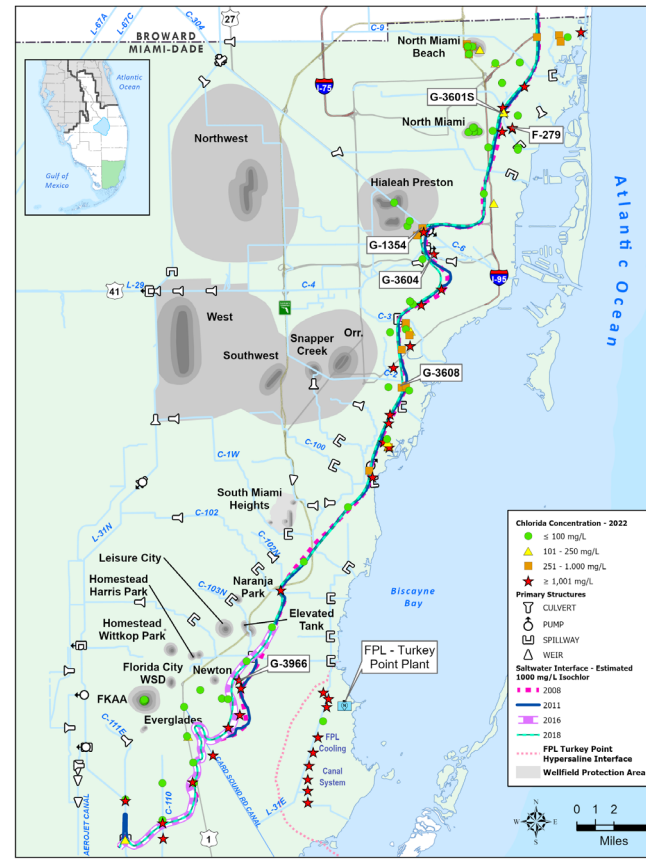 L-67A
L-67C
C-304
27
C-9
BROWARD
MIAMI-DADE
North Miami
Beach
Atlantic
Ocean
Gulf of
Mexico
I-75
G-3601S
North Miami
F-279
Northwest
Hialeah Preston
Atlantic Ocean
G-1354
C-6
G-3604
I-95
L-29
41
C-4
West
C-3
Orr.
Snapper
Creek
Southwest
C-2
G-3608
C-100
C-1W
South Miami
Heights
C-102
L-31N
C-102N
Leisure City
Homestead
Harris Park
C-103N
Naranja
Park
Biscayne
Bay
Elevated
Tank
Homestead
Wittkop Park
FPL - Turkey
Point Plant
Florida City
WSD
Newton
G-3966
FKAA
Everglades
C-111E
FPL
Cooling
Canal
System
CARD SOUND RD CANAL
L-31E
C-110
AEROJET CANAL
1
Chlorida Concentration - 2022
≤ 100 mg/L
101 - 250 mg/L
251 - 1.000 mg/L
≥ 1,001 mg/L
Primary Structures
CULVERT
PUMP
SPILLWAY
WEIR
Saltwater Interface - Estimated
1000 mg/L Isochlor
2008
2011
2016
2018
FPL Turkey Point
Hypersaline Interface
Wellfield Protection Area
N
W E
S
0 1 2
Miles